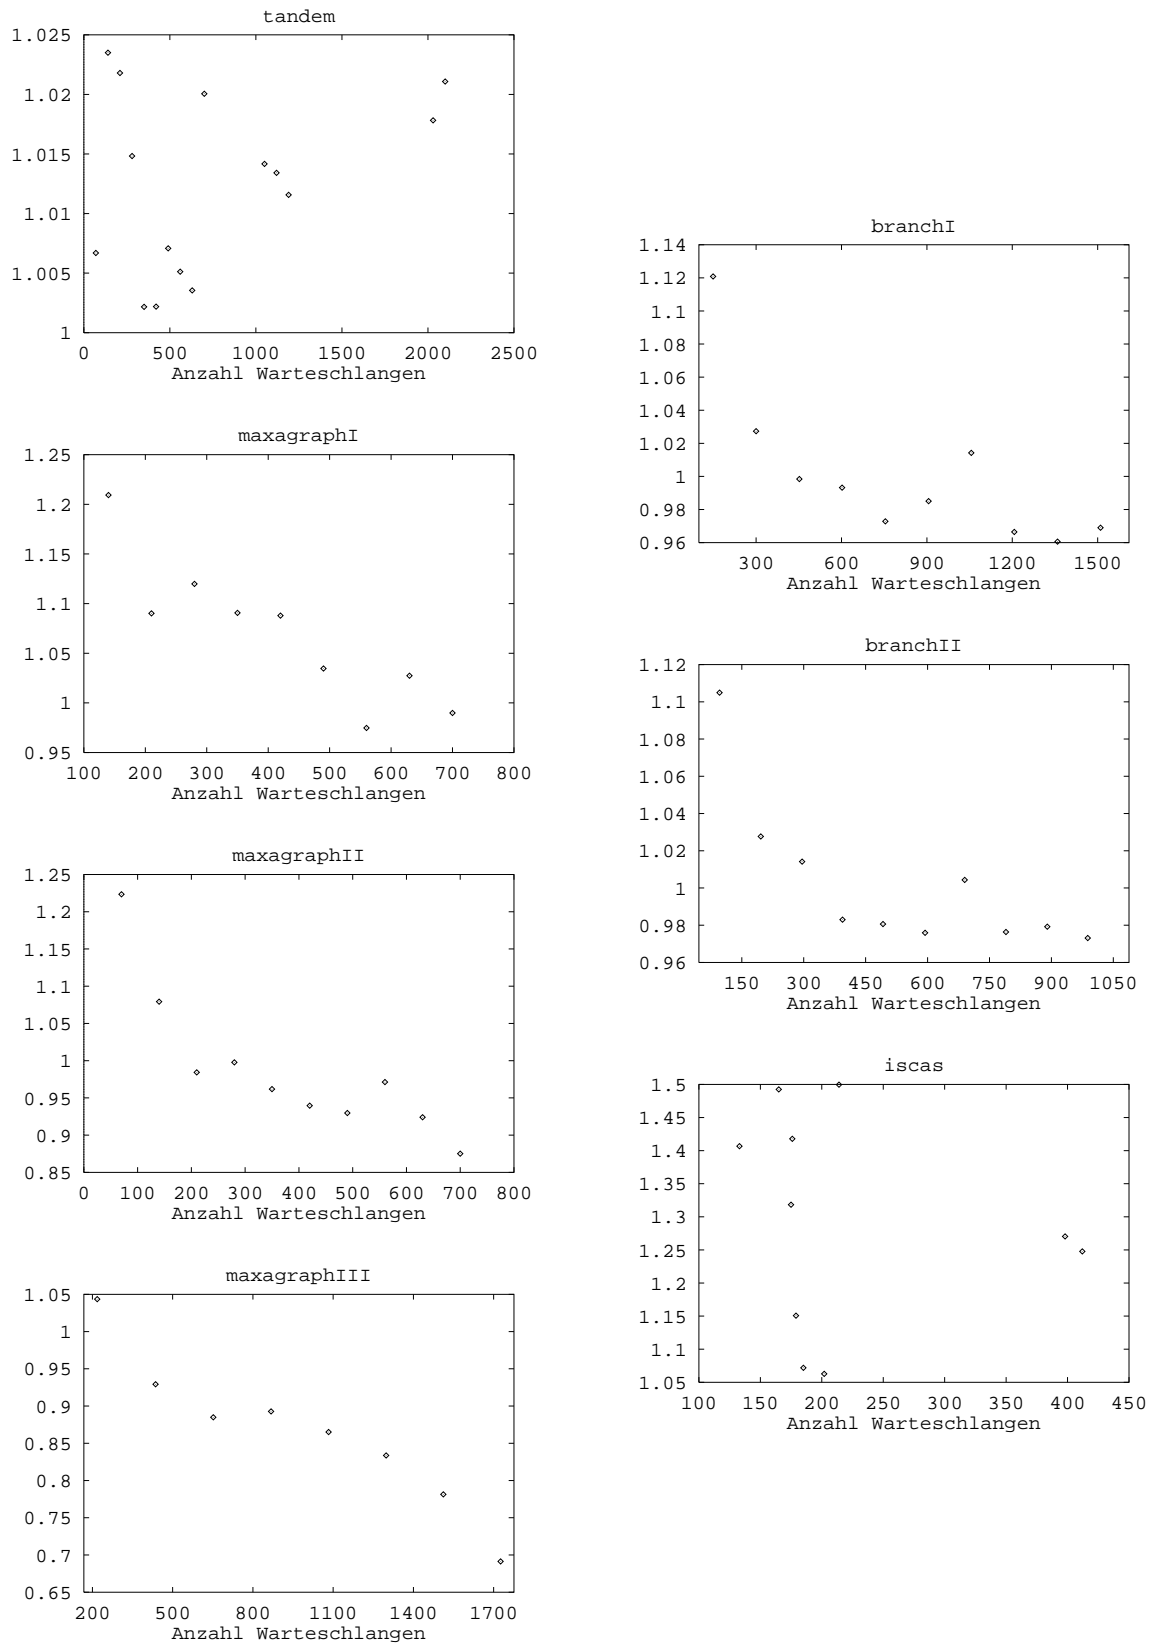 tandem
1.025
1.02
1.015
1.01
1.005
1
0 500 1000 1500 2000 2500
Anzahl Warteschlangen
maxagraphI
1.25
1.2
1.15
1.1
1.05
1
0.95
100 200 300 400 500 600 700 800
Anzahl Warteschlangen
maxagraphII
1.25
1.2
1.15
1.1
1.05
1
0.95
0.9
0.85
0 100 200 300 400 500 600 700 800
Anzahl Warteschlangen
maxagraphIII
1.05
1
0.95
0.9
0.85
0.8
0.75
0.7
0.65
200 500 800 1100 1400 1700
Anzahl Warteschlangen
branchI
1.14
1.12
1.1
1.08
1.06
1.04
1.02
1
0.98
0.96
300 600 900 1200 1500
Anzahl Warteschlangen
branchII
1.12
1.1
1.08
1.06
1.04
1.02
1
0.98
0.96
150 300 450 600 750 900 1050
Anzahl Warteschlangen
iscas
1.5
1.45
1.4
1.35
1.3
1.25
1.2
1.15
1.1
1.05
100 150 200 250 300 350 400 450
Anzahl Warteschlangen